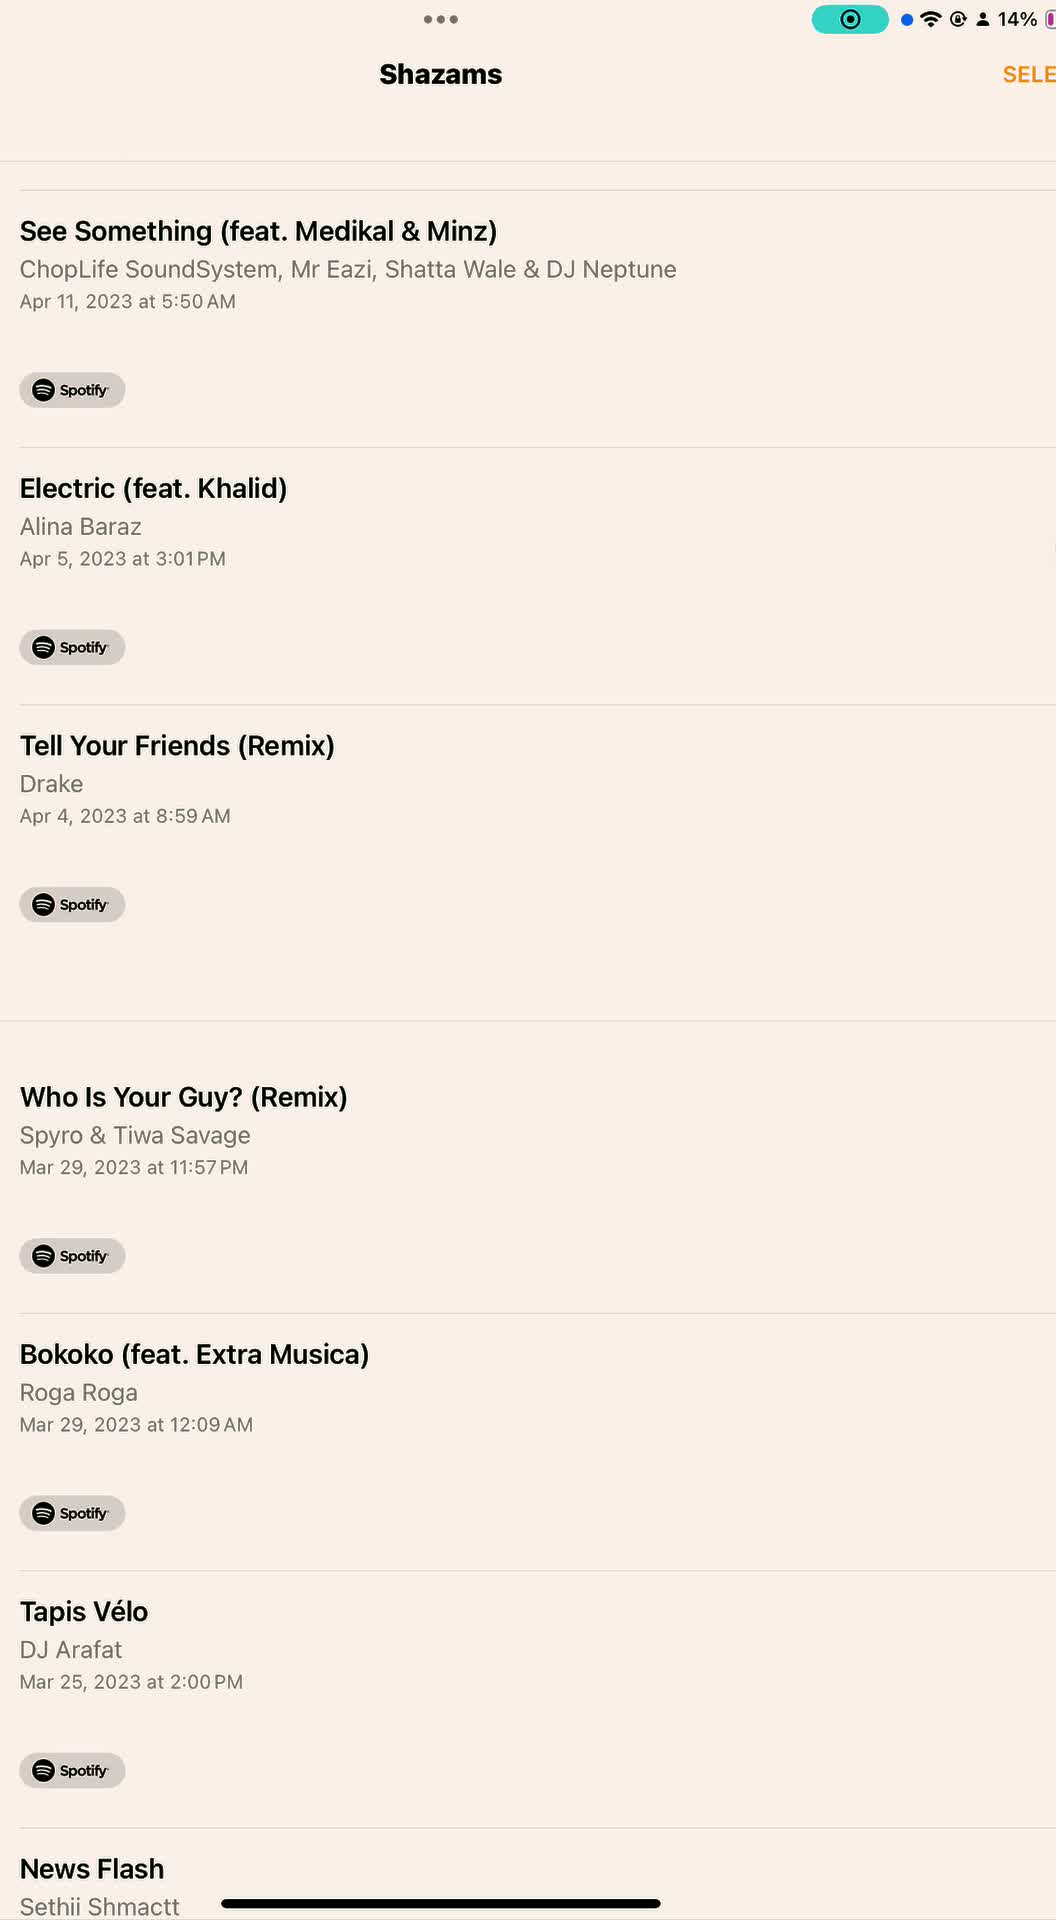 14%
Shazams
SELE
See Something (feat. Medikal & Minz)
ChopLife SoundSystem, Mr Eazi, Shatta Wale & DJ Neptune
Apr 11, 2023 at 5:50 AM
Spotify
Electric (feat. Khalid)
Alina Baraz
Apr 5, 2023 at 3:01 PM
Spotify
Tell Your Friends (Remix)
Drake
Apr 4, 2023 at 8:59 AM
Spotify
Who Is Your Guy? (Remix)
Spyro & Tiwa Savage
Mar 29, 2023 at 11:57 PM
Spotify
Bokoko (feat. Extra Musica)
Roga Roga
Mar 29, 2023 at 12:09 AM
Spotify
Tapis Vélo
DJ Arafat
Mar 25, 2023 at 2:00 PM
Spotify
News Flash
Sethii Shmactt